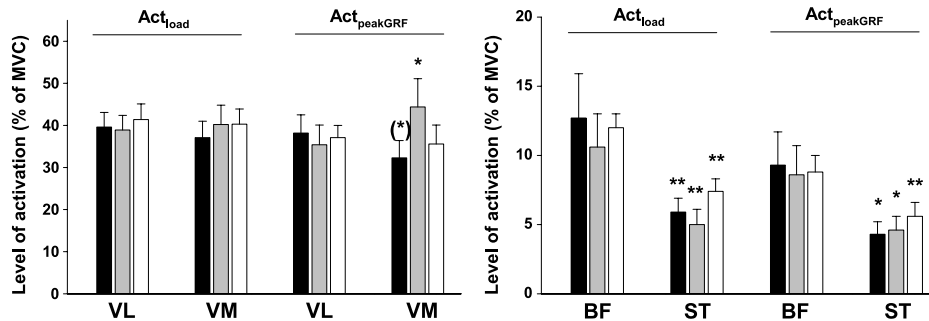 Act_load Act_peakGRF
Level of activation (% of MVC)
60
50
40
30
20
10
0
*
(*)
VL VM VL VM
Act_load Act_peakGRF
Level of activation (% of MVC)
20
15
10
5
0
** ** **
* * **
BF ST BF ST